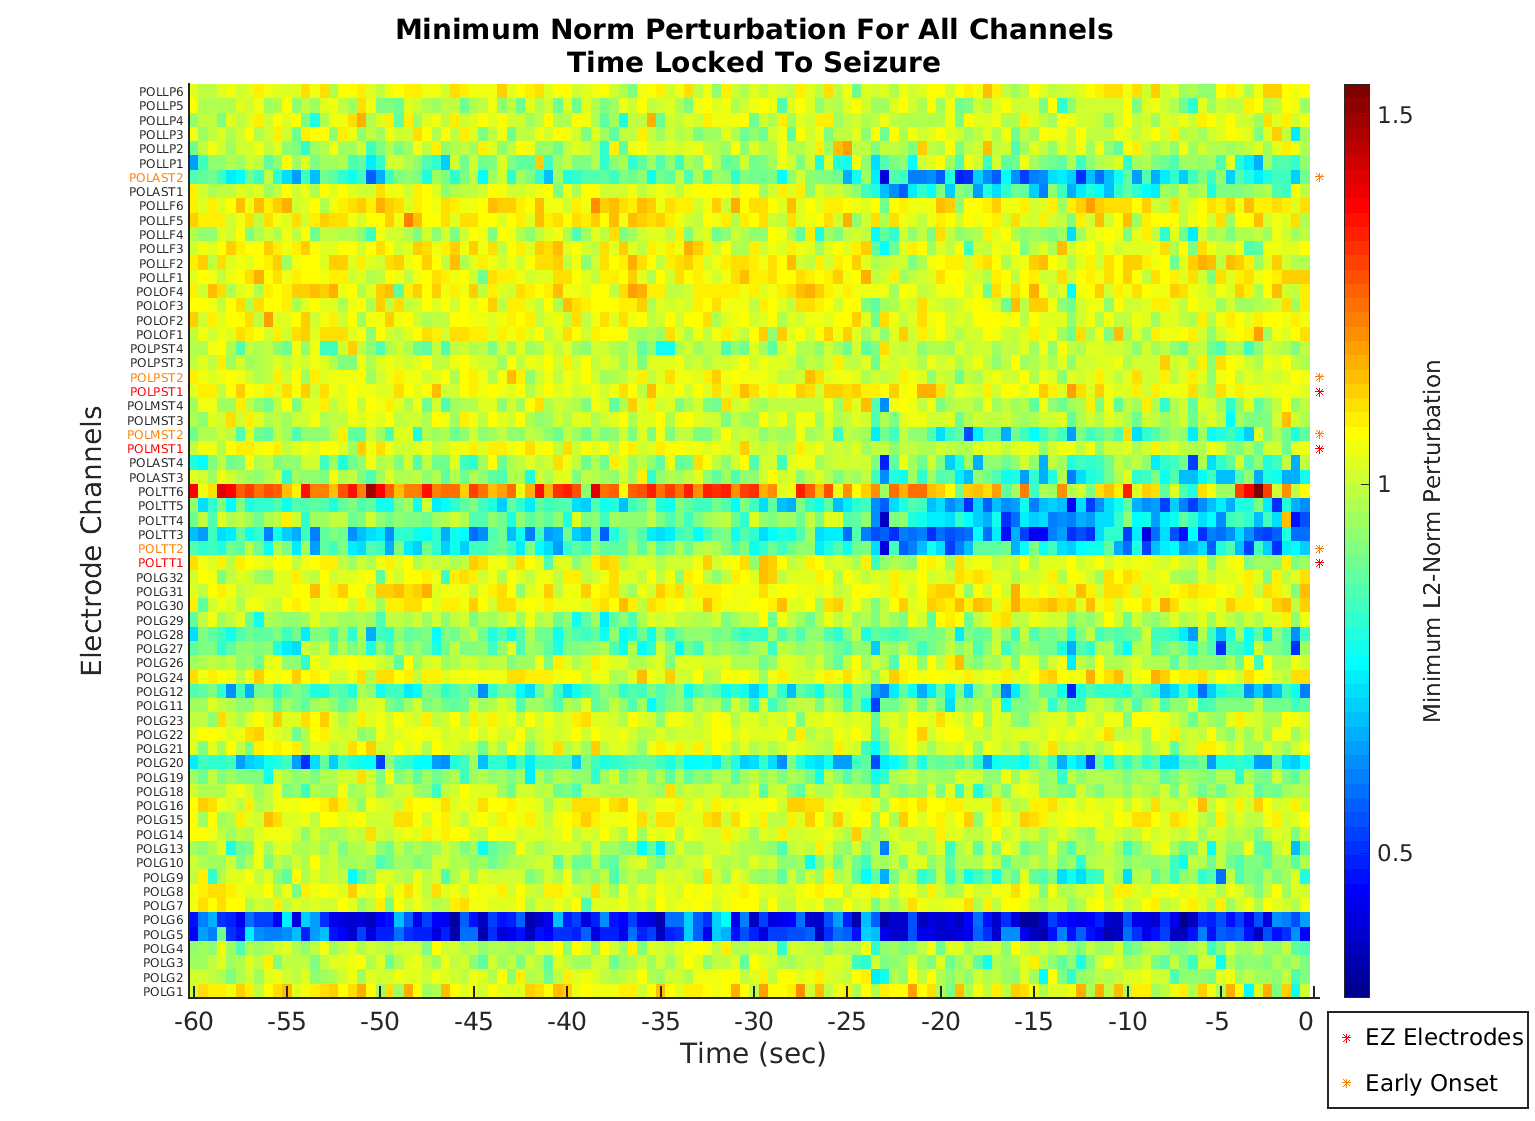 Minimum Norm Perturbation For All Channels
Time Locked To Seizure
Electrode Channels
POLLP6
POLLP5
POLLP4
POLLP3
POLLP2
POLLP1
POLAST2
POLAST1
POLLF6
POLLF5
POLLF4
POLLF3
POLLF2
POLLF1
POLOF4
POLOF3
POLOF2
POLOF1
POLPST4
POLPST3
POLPST2
POLPST1
POLMST4
POLMST3
POLMST2
POLMST1
POLAST4
POLAST3
POLTT6
POLTT5
POLTT4
POLTT3
POLTT2
POLTT1
POLG32
POLG31
POLG30
POLG29
POLG28
POLG27
POLG26
POLG24
POLG12
POLG11
POLG23
POLG22
POLG21
POLG20
POLG19
POLG18
POLG16
POLG15
POLG14
POLG13
POLG10
POLG9
POLG8
POLG7
POLG6
POLG5
POLG4
POLG3
POLG2
POLG1
-60 -55 -50 -45 -40 -35 -30 -25 -20 -15 -10 -5 0
Time (sec)
1.5
1
0.5
Minimum L2-Norm Perturbation
EZ Electrodes
Early Onset